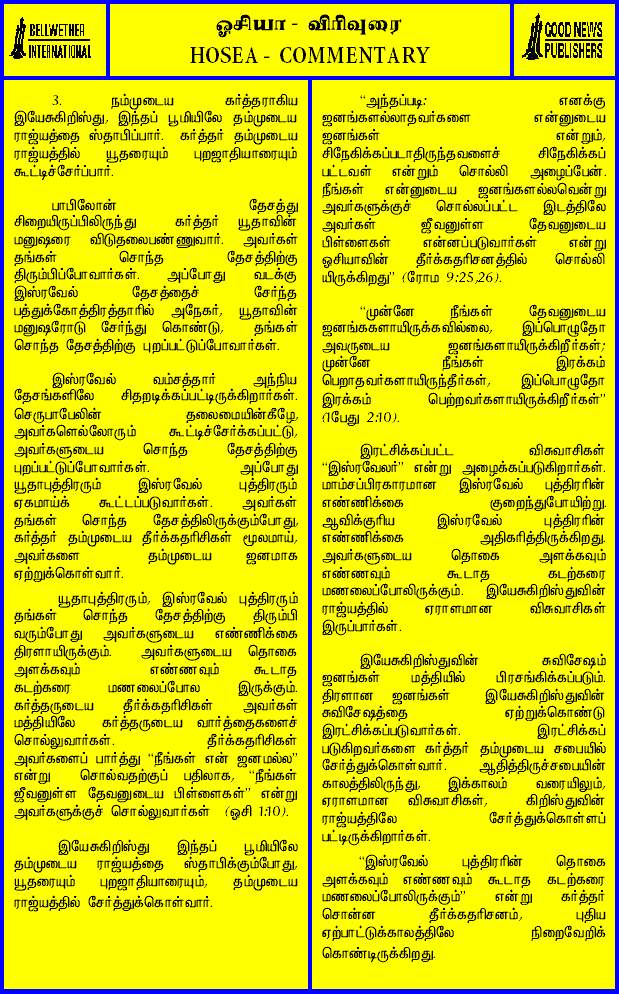 BELLWETHER
INTERNATIONAL
ஓசியா - விரிவுரை
HOSEA - COMMENTARY
GOOD NEWS
PUBLISHERS
3. நம்முடைய கர்த்தராகிய
இயேசுகிறிஸ்து, இந்தப் பூமியிலே தம்முடைய
ராஜ்யத்தை ஸ்தாபிப்பார். கர்த்தர் தம்முடைய
ராஜ்யத்தில் யூதரையும் புறஜாதியாரையும்
கூட்டிச்சேர்ப்பார்.
பாபிலோன் தேசத்து
சிறையிருப்பிலிருந்து கர்த்தர் யூதாவின்
மனுஷரை விடுதலைபண்ணுவார். அவர்கள்
தங்கள் சொந்த தேசத்திற்கு
திரும்பிப்போவார்கள். அப்போது வடக்கு
இஸ்ரவேல் தேசத்தைச் சேர்ந்த
பத்துக்கோத்திரத்தாரில் அநேகர், யூதாவின்
மனுஷரோடு சேர்ந்து கொண்டு, தங்கள்
சொந்த தேசத்திற்கு புறப்பட்டுப்போவார்கள்.
இஸ்ரவேல் வம்சத்தார் அந்நிய
தேசங்களிலே சிதறடிக்கப்பட்டிருக்கிறார்கள்.
செருபாபேலின் தலைமையின்கீழே,
அவர்களெல்லோரும் கூட்டிச்சேர்க்கப்பட்டு,
அவர்களுடைய சொந்த தேசத்திற்கு
புறப்பட்டுப்போவார்கள். அப்போது
யூதாபுத்திரரும் இஸ்ரவேல் புத்திரரும்
ஏகமாய்க் கூட்டப்படுவார்கள். அவர்கள்
தங்கள் சொந்த தேசத்திலிருக்கும்போது,
கர்த்தர் தம்முடைய தீர்க்கதரிசிகள் மூலமாய்,
அவர்களை தம்முடைய ஜனமாக
ஏற்றுக்கொள்வார்.
யூதாபுத்திரரும், இஸ்ரவேல் புத்திரரும்
தங்கள் சொந்த தேசத்திற்கு திரும்பி
வரும்போது அவர்களுடைய எண்ணிக்கை
திரளாயிருக்கும். அவர்களுடைய தொகை
அளக்கவும் எண்ணவும் கூடாத
கடற்கரை மணலைப்போல இருக்கும்.
கர்த்தருடைய தீர்க்கதரிசிகள் அவர்கள்
மத்தியிலே கர்த்தருடைய வார்த்தைகளைச்
சொல்லுவார்கள். தீர்க்கதரிசிகள்
அவர்களைப் பார்த்து “நீங்கள் என் ஜனமல்ல”
என்று சொல்வதற்குப் பதிலாக, “நீங்கள்
ஜீவனுள்ள தேவனுடைய பிள்ளைகள்” என்று
அவர்களுக்குச் சொல்லுவார்கள் (ஓசி 1:10).
இயேசுகிறிஸ்து இந்தப் பூமியிலே
தம்முடைய ராஜ்யத்தை ஸ்தாபிக்கும்போது,
யூதரையும் புறஜாதியாரையும், தம்முடைய
ராஜ்யத்தில் சேர்த்துக்கொள்வார்.
“அந்தப்படி: எனக்கு
ஜனங்களல்லாதவர்களை என்னுடைய
ஜனங்கள் என்றும்,
சிநேகிக்கப்படாதிருந்தவளைச் சிநேகிக்கப்
பட்டவள் என்றும் சொல்லி அழைப்பேன்.
நீங்கள் என்னுடைய ஜனங்களல்லவென்று
அவர்களுக்குச் சொல்லப்பட்ட இடத்திலே
அவர்கள் ஜீவனுள்ள தேவனுடைய
பிள்ளைகள் என்னப்படுவார்கள் என்று
ஓசியாவின் தீர்க்கதரிசனத்தில் சொல்லி
யிருக்கிறது” (ரோம 9:25,26).
“முன்னே நீங்கள் தேவனுடைய
ஜனங்ககளாயிருக்கவில்லை, இப்பொழுதோ
அவருடைய ஜனங்களாயிருக்கிறீர்கள்;
முன்னே நீங்கள் இரக்கம்
பெறாதவர்களாயிருந்தீர்கள், இப்பொழுதோ
இரக்கம் பெற்றவர்களாயிருக்கிறீர்கள்”
(1பேது 2:10).
இரட்சிக்கப்பட்ட விசுவாசிகள்
“இஸ்ரவேலர்” என்று அழைக்கப்படுகிறார்கள்.
மாம்சப்பிரகாரமான இஸ்ரவேல் புத்திரரின்
எண்ணிக்கை குறைந்துபோயிற்று.
ஆவிக்குரிய இஸ்ரவேல் புத்திரரின்
எண்ணிக்கை அதிகரித்திருக்கிறது.
அவர்களுடைய தொகை அளக்கவும்
எண்ணவும் கூடாத கடற்கரை
மணலைப்போலிருக்கும். இயேசுகிறிஸ்துவின்
ராஜ்யத்தில் ஏராளமான விசுவாசிகள்
இருப்பார்கள்.
இயேசுகிறிஸ்துவின் சுவிசேஷம்
ஜனங்கள் மத்தியில் பிரசங்கிக்கப்படும்.
திரளான ஜனங்கள் இயேசுகிறிஸ்துவின்
சுவிசேஷத்தை ஏற்றுக்கொண்டு
இரட்சிக்கப்படுவார்கள். இரட்சிக்கப்
படுகிறவர்களை கர்த்தர் தம்முடைய சபையில்
சேர்த்துக்கொள்வார். ஆதித்திருச்சபையின்
காலத்திலிருந்து, இக்காலம் வரையிலும்,
ஏராளமான விசுவாசிகள், கிறிஸ்துவின்
ராஜ்யத்திலே சேர்த்துக்கொள்ளப்
பட்டிருக்கிறார்கள்.
“இஸ்ரவேல் புத்திரரின் தொகை
அளக்கவும் எண்ணவும் கூடாத கடற்கரை
மணலைப்போலிருக்கும்” என்று கர்த்தர்
சொன்ன தீர்க்கதரிசனம், புதிய
ஏற்பாட்டுக்காலத்திலே நிறைவேறிக்
கொண்டிருக்கிறது.